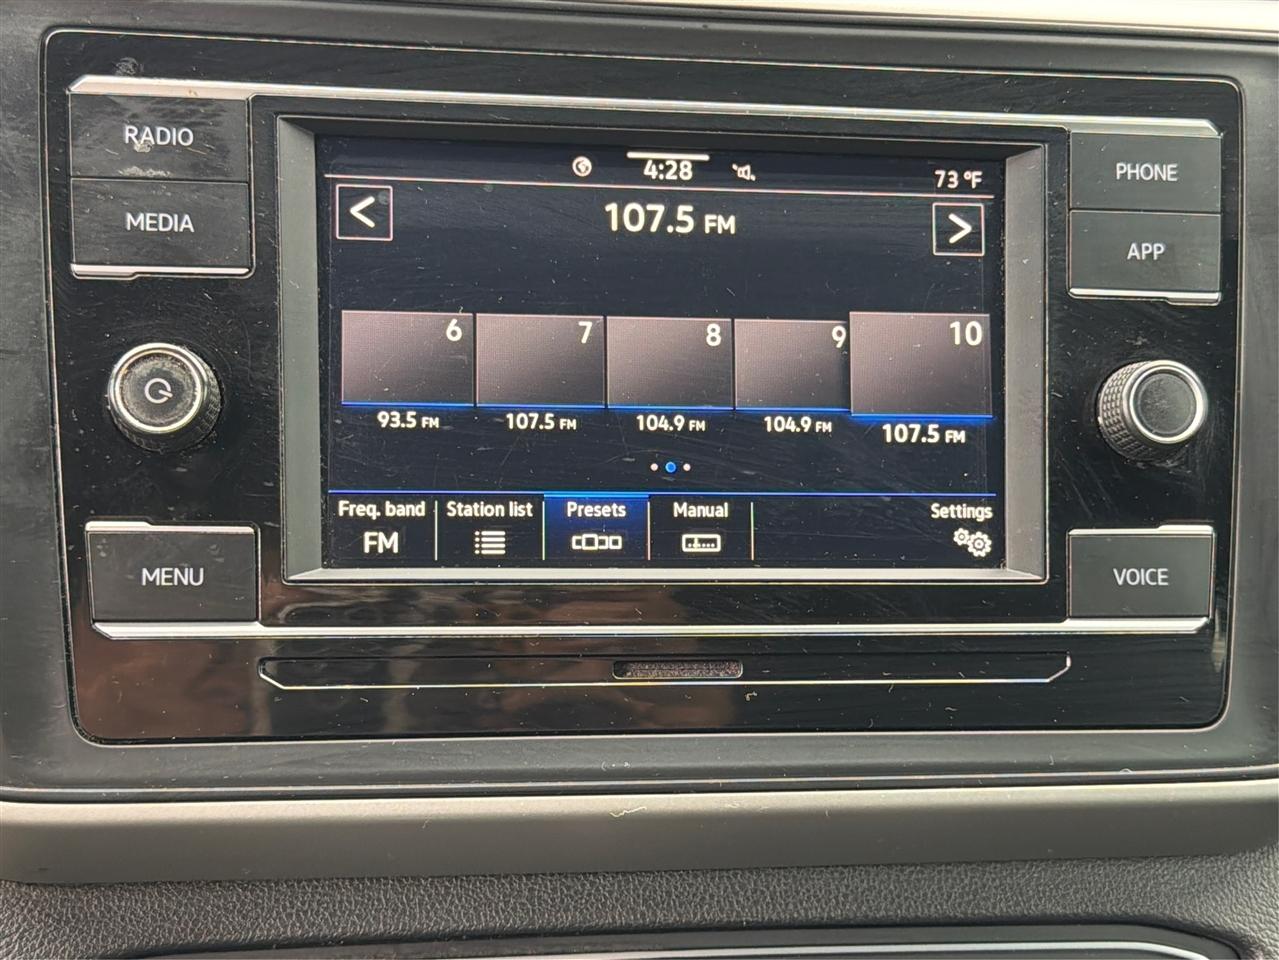 RADIO
MEDIA
MENU
4:28
73 °F
<
107.5 FM
>
6 7 8 9 10
93.5 FM 107.5 FM 104.9 FM 104.9 FM 107.5 FM
Freq. band Station list Presets Manual Settings
FM
PHONE
APP
VOICE